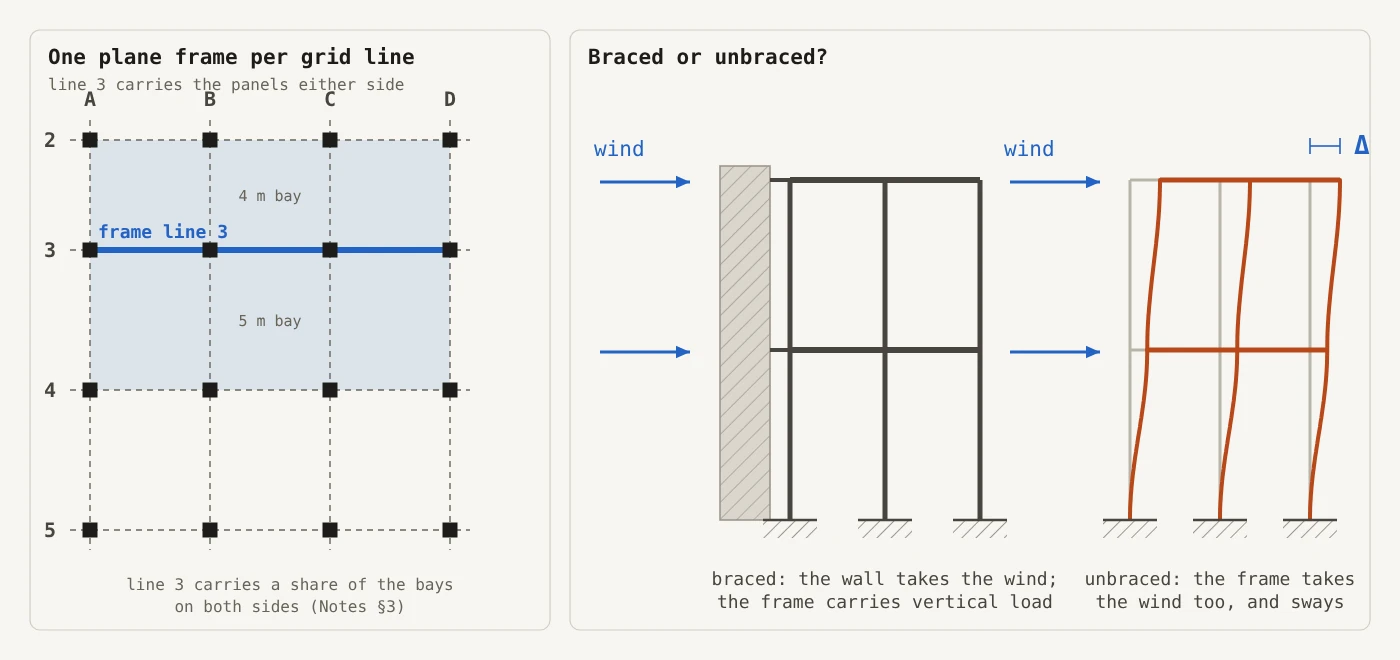 One plane frame per grid line
line 3 carries the panels either side
A B C D
2
4 m bay
frame line 3
3
5 m bay
4
5
line 3 carries a share of the bays
on both sides (Notes §3)
Braced or unbraced?
wind
wind
Δ
braced: the wall takes the wind;
the frame carries vertical load
unbraced: the frame takes
the wind too, and sways